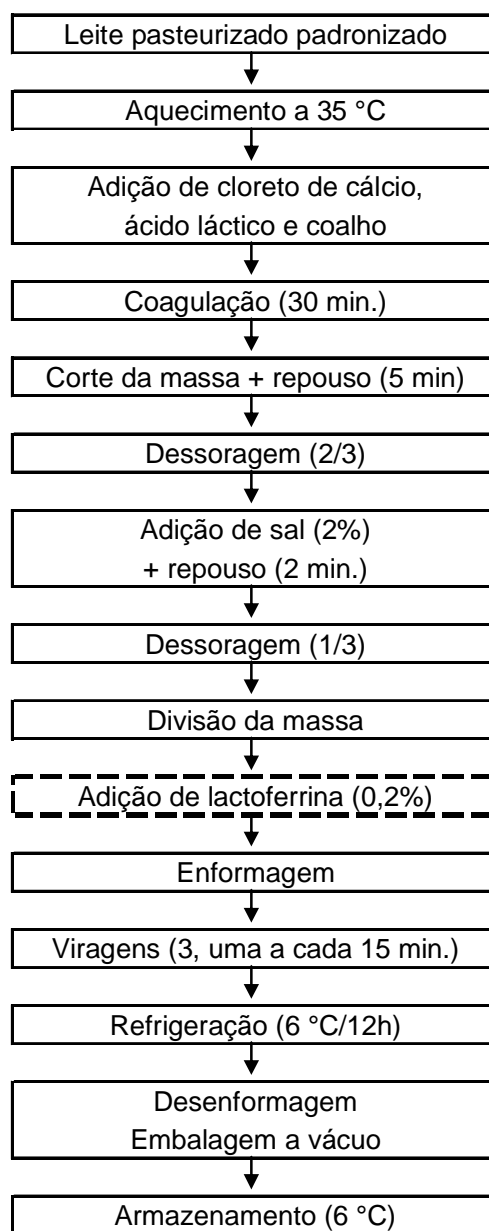 Leite pasteurizado padronizado
Aquecimento a 35 °C
Adição de cloreto de cálcio,
ácido láctico e coalho
Coagulação (30 min.)
Corte da massa + repouso (5 min)
Dessoragem (2/3)
Adição de sal (2%)
+ repouso (2 min.)
Dessoragem (1/3)
Divisão da massa
Adição de lactoferrina (0,2%)
Enformagem
Viragens (3, uma a cada 15 min.)
Refrigeração (6 °C/12h)
Desenformagem
Embalagem a vácuo
Armazenamento (6 °C)